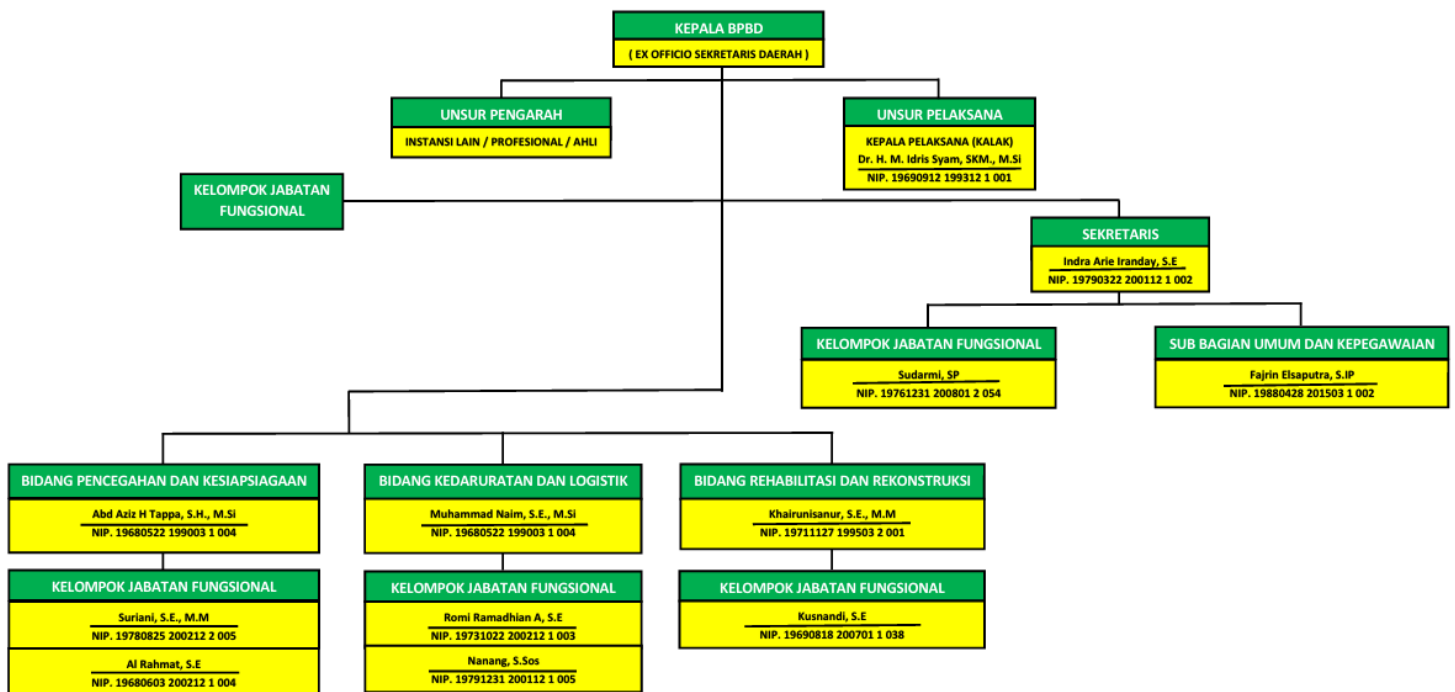 KEPALA BPBD
( EX OFFICIO SEKRETARIS DAERAH )
UNSUR PENGARAH
INSTANSI LAIN / PROFESIONAL / AHLI
UNSUR PELAKSANA
KEPALA PELAKSANA (KALAK)
Dr. H. M. Idris Syam, SKM., M.Si
NIP. 19690912 199312 1 001
KELOMPOK JABATAN
FUNGSIONAL
SEKRETARIS
Indra Arie Iranday, S.E
NIP. 19790322 200112 1 002
KELOMPOK JABATAN FUNGSIONAL
Sudarmi, SP
NIP. 19761231 200801 2 054
SUB BAGIAN UMUM DAN KEPEGAWAIAN
Fajrin Elsaputra, S.IP
NIP. 19880428 201503 1 002
BIDANG PENCEGAHAN DAN KESIAPSIAGAAN
Abd Aziz H Tappa, S.H., M.Si
NIP. 19680522 199003 1 004
KELOMPOK JABATAN FUNGSIONAL
Suriani, S.E., M.M
NIP. 19780825 200212 2 005
Al Rahmat, S.E
NIP. 19680603 200212 1 004
BIDANG KEDARURATAN DAN LOGISTIK
Muhammad Naim, S.E., M.Si
NIP. 19680522 199003 1 004
KELOMPOK JABATAN FUNGSIONAL
Romi Ramadhian A, S.E
NIP. 19731022 200212 1 003
Nanang, S.Sos
NIP. 19791231 200112 1 005
BIDANG REHABILITASI DAN REKONSTRUKSI
Khairunisanur, S.E., M.M
NIP. 19711127 199503 2 001
KELOMPOK JABATAN FUNGSIONAL
Kusnandi, S.E
NIP. 19690818 200701 1 038